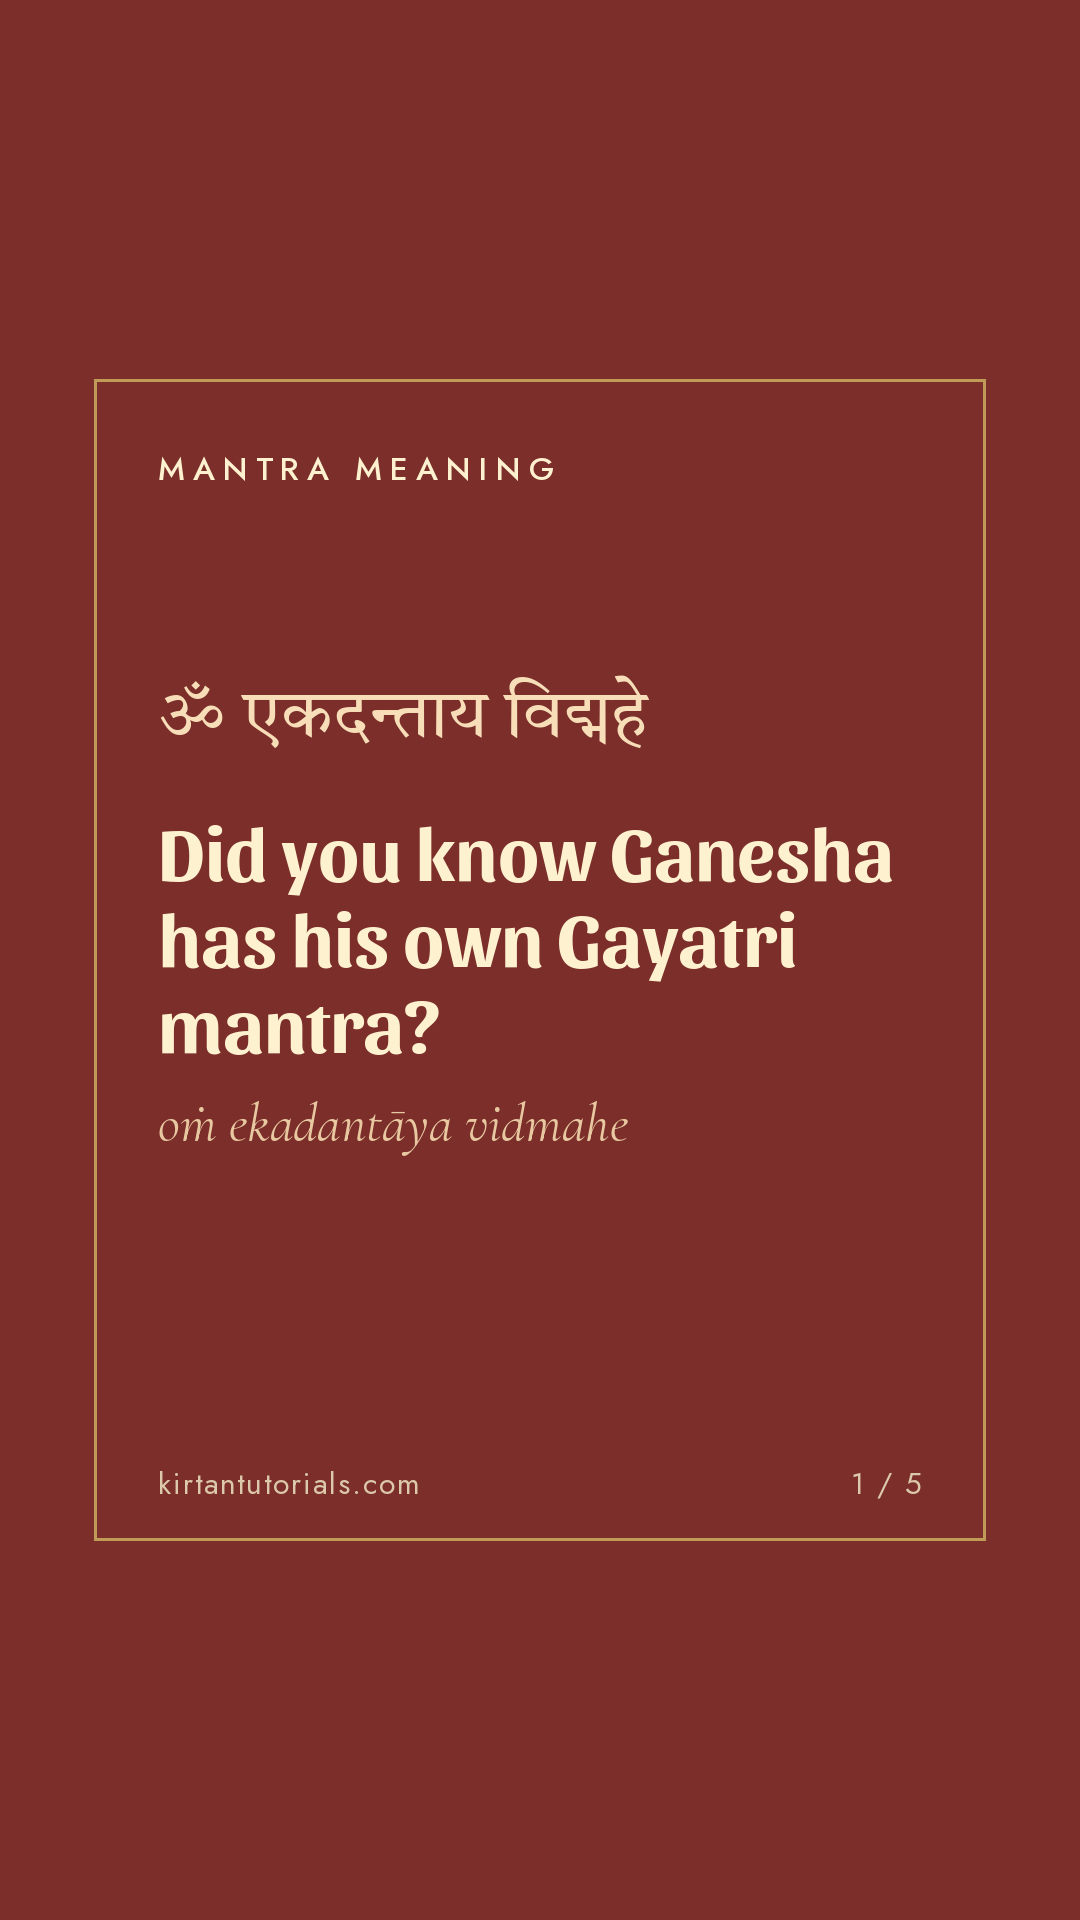 MANTRA MEANING
ॐ एकदन्ताय विद्महे
Did you know Ganesha
has his own Gayatri
mantra?
oṁ ekadantāya vidmahe
kirtantutorials.com
1 / 5